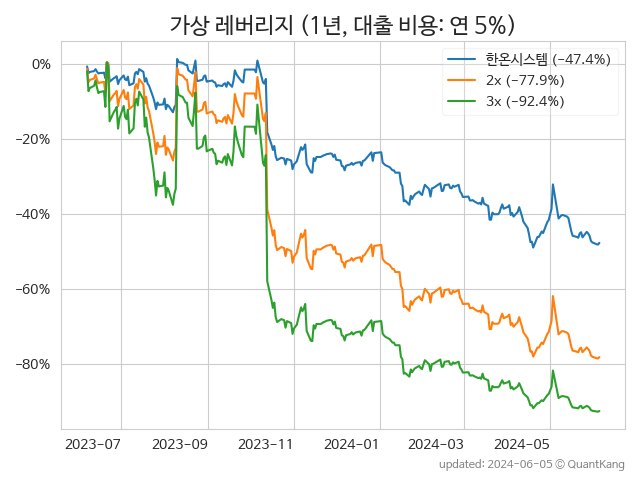 가상 레버리지 (1년, 대출 비용: 연 5%)
0%
−20%
−40%
−60%
−80%
한온시스템 (−47.4%)
2x (−77.9%)
3x (−92.4%)
2023-07
2023-09
2023-11
2024-01
2024-03
2024-05
updated: 2024-06-05 © QuantKang